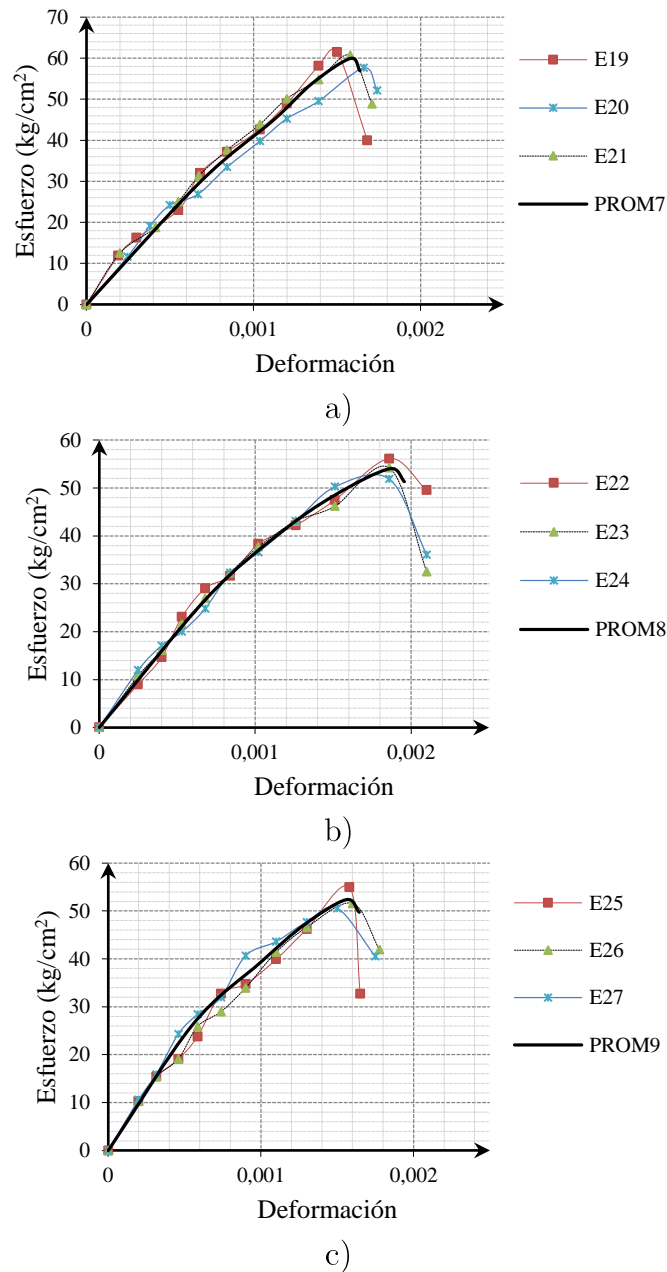 Esfuerzo (kg/cm²)
70
60
50
40
30
20
10
0
0
0,001
0,002
Deformación
E19
E20
E21
PROM7
a)
Esfuerzo (kg/cm²)
60
50
40
30
20
10
0
0
0,001
0,002
Deformación
E22
E23
E24
PROM8
b)
Esfuerzo (kg/cm²)
60
50
40
30
20
10
0
0
0,001
0,002
Deformación
E25
E26
E27
PROM9
c)